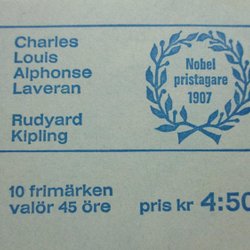 Charles
Louis
Alphonse
Laveran
Rudyard
Kipling
Nobel
pristagare
1907
10 frimärken
valör 45 öre
pris kr 4:50